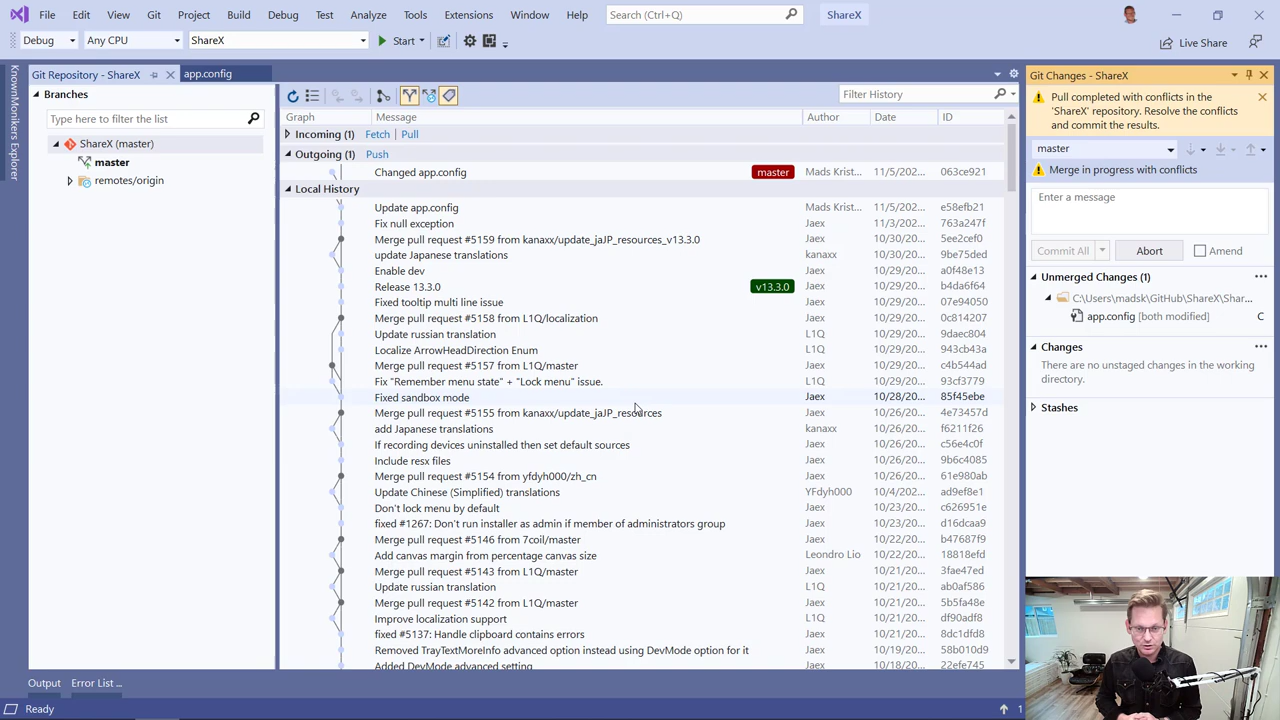 File Edit View Git Project Build Debug Test Analyze Tools Extensions Window Help Search (Ctrl+Q) ShareX
Debug Any CPU ShareX Start Live Share
KnownMonikers Explorer
Git Repository - ShareX
Branches
Type here to filter the list
ShareX (master)
master
remotes/origin
app.config
Filter History
Graph Message Author Date ID
Incoming (1) Fetch | Pull
Outgoing (1) Push
Changed app.config master Mads Krist... 11/5/202... 063ce921
Local History
Update app.config Mads Krist... 11/5/202... e58efb21
Fix null exception Jaex 11/3/202... 763a247f
Merge pull request #5159 from kanaxx/update_jaJP_resources_v13.3.0 Jaex 10/30/20... 5ee2cef0
update Japanese translations kanaxx 10/30/20... 9be75ded
Enable dev Jaex 10/29/20... a0f48e13
Release 13.3.0 v13.3.0 Jaex 10/29/20... b4da6f64
Fixed tooltip multi line issue Jaex 10/29/20... 07e94050
Merge pull request #5158 from L1Q/localization Jaex 10/29/20... 0c814207
Update russian translation L1Q 10/29/20... 9daec804
Localize ArrowHeadDirection Enum L1Q 10/29/20... 943cb43a
Merge pull request #5157 from L1Q/master Jaex 10/29/20... c4b544ad
Fix "Remember menu state" + "Lock menu" issue. L1Q 10/29/20... 93cf3779
Fixed sandbox mode Jaex 10/28/20... 85f45ebe
Merge pull request #5155 from kanaxx/update_jaJP_resources Jaex 10/26/20... 4e73457d
add Japanese translations kanaxx 10/26/20... f6211f26
If recording devices uninstalled then set default sources Jaex 10/26/20... c56e4c0f
Include resx files Jaex 10/26/20... 9b6c4085
Merge pull request #5154 from yfdyh000/zh_cn Jaex 10/26/20... 61e980ab
Update Chinese (Simplified) translations YFdyh000 10/4/202... ad9ef8e1
Don't lock menu by default Jaex 10/23/20... c626951e
fixed #1267: Don't run installer as admin if member of administrators group Jaex 10/23/20... d16dcaa9
Merge pull request #5146 from 7coil/master Jaex 10/22/20... b47687f9
Add canvas margin from percentage canvas size Leondro Lio 10/22/20... 18818efd
Merge pull request #5143 from L1Q/master Jaex 10/21/20... 3fae47ed
Update russian translation L1Q 10/21/20... ab0af586
Merge pull request #5142 from L1Q/master Jaex 10/21/20... 5b5fa48e
Improve localization support L1Q 10/21/20... df90adf8
fixed #5137: Handle clipboard contains errors Jaex 10/21/20... 8dc1dfd8
Removed TrayTextMoreInfo advanced option instead using DevMode option for it Jaex 10/19/20... 58b010d9
Added DevMode advanced setting Jaex 10/18/20... 22efe745
Git Changes - ShareX
Pull completed with conflicts in the
'ShareX' repository. Resolve the conflicts
and commit the results.
master
Merge in progress with conflicts
Enter a message
Commit All Abort Amend
Unmerged Changes (1)
C:\Users\madsk\GitHub\ShareX\Shar...
app.config [both modified] C
Changes
There are no unstaged changes in the working
directory.
Stashes
Output Error List ...
Ready 1